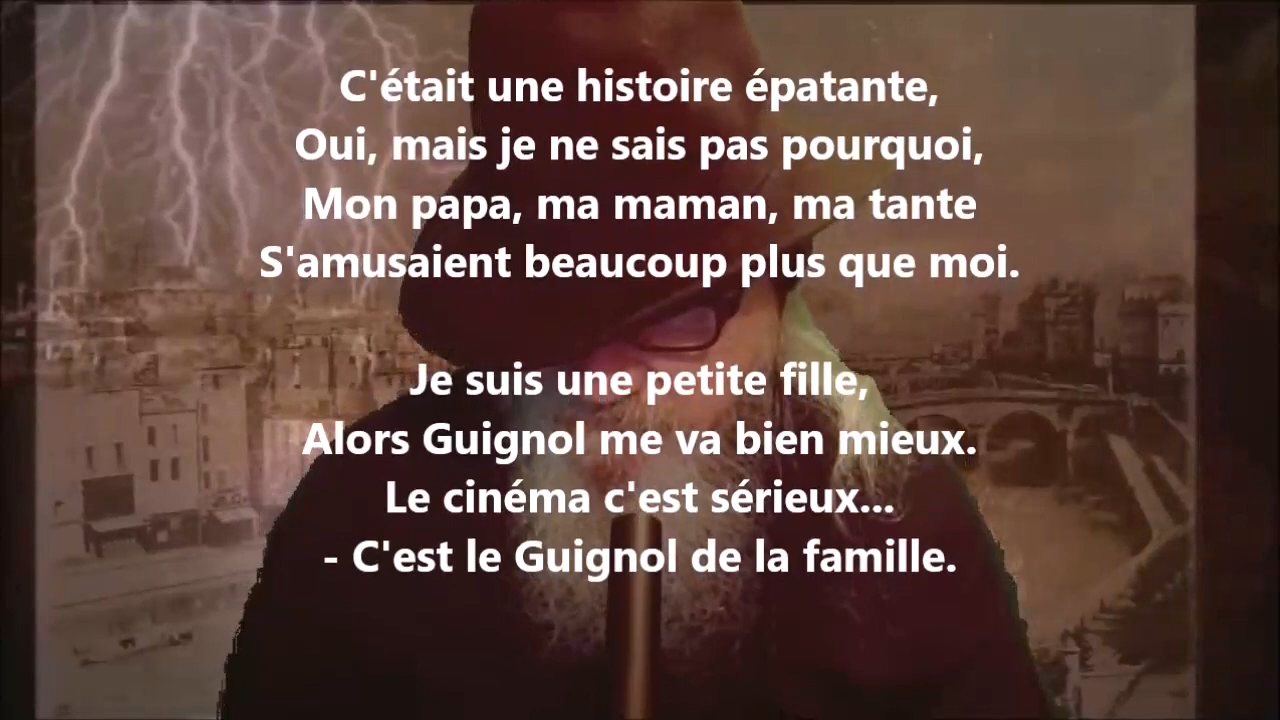 C'était une histoire épatante,
Oui, mais je ne sais pas pourquoi,
Mon papa, ma maman, ma tante
S'amusaient beaucoup plus que moi.
Je suis une petite fille,
Alors Guignol me va bien mieux.
Le cinéma c'est sérieux...
- C'est le Guignol de la famille.